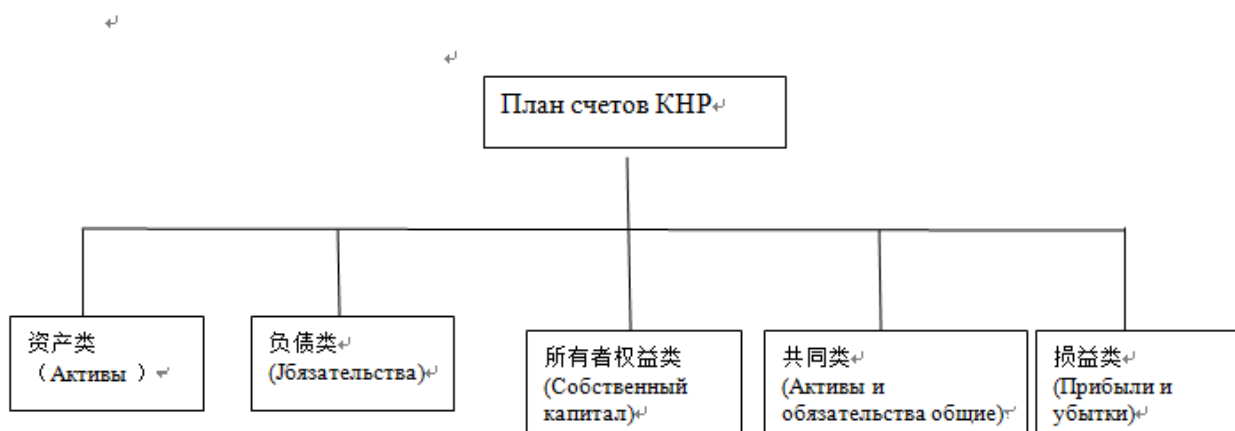 План счетов КНР
资产类
（Активы ）
负债类
(Jбязательства)
所有者权益类
(Собственный
капитал)
共同类
(Активы и
обязательства общие)
损益类
(Прибыли и
убытки)